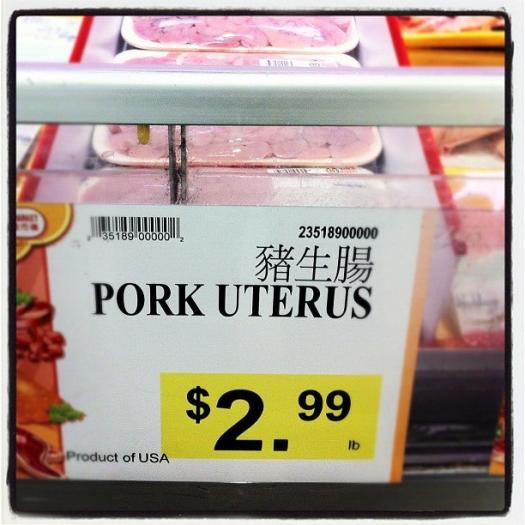 2 35189 00000 2
23518900000
豬生腸
PORK UTERUS
$2.99
lb
Product of USA